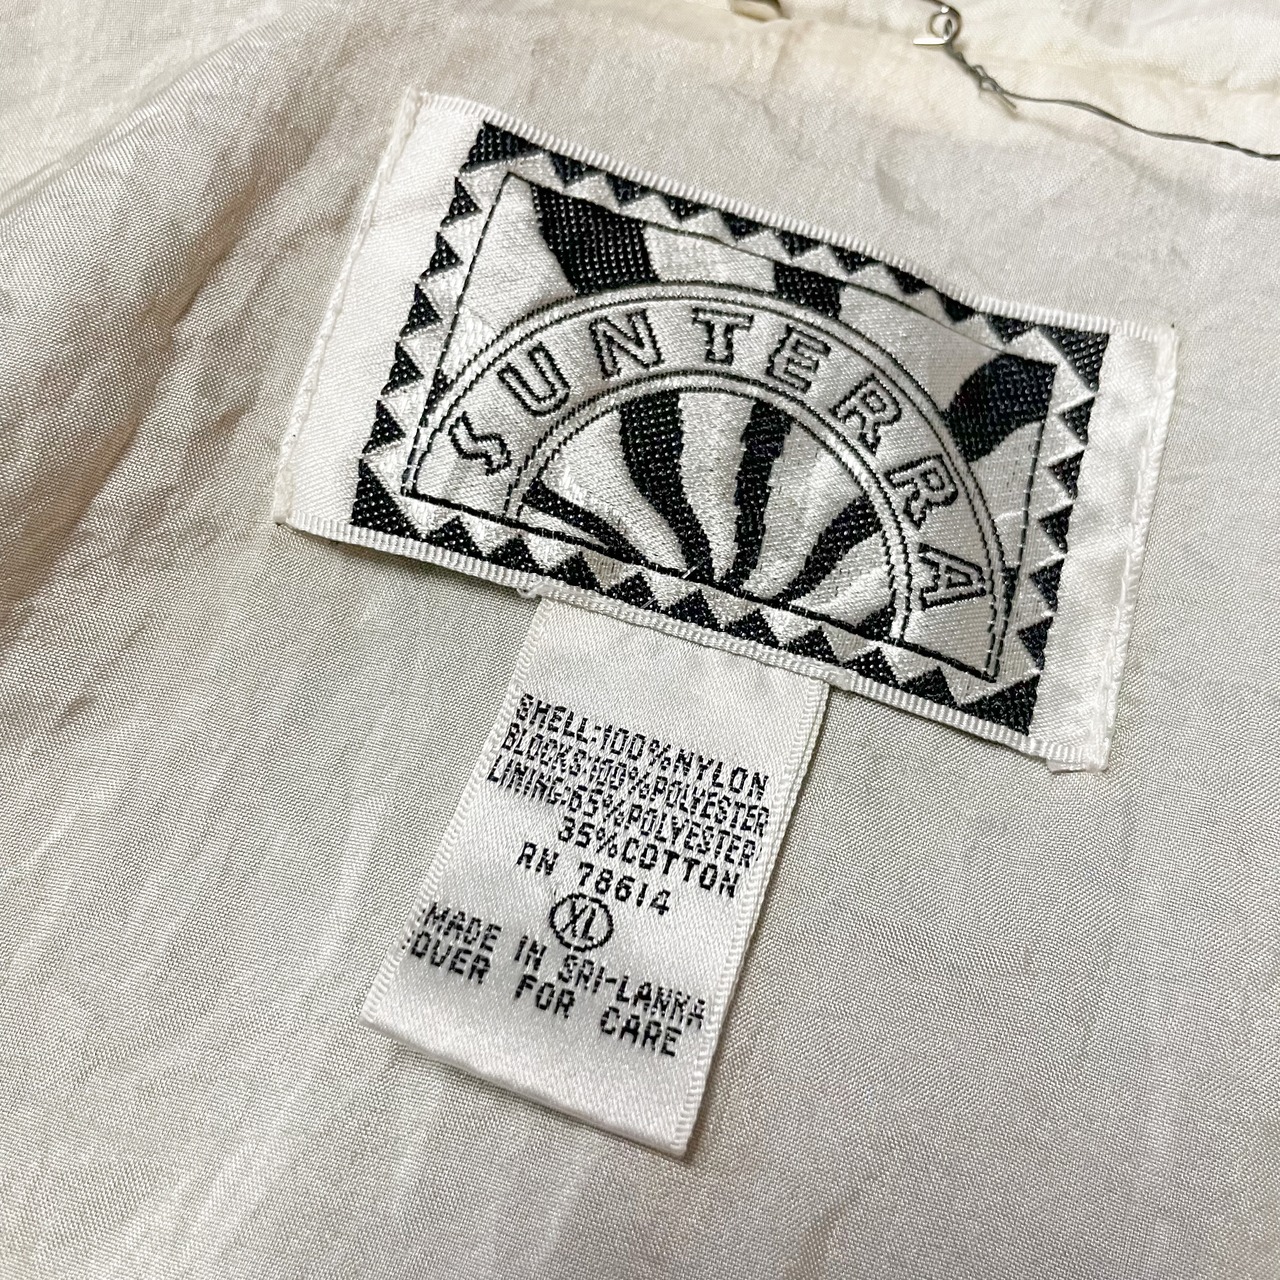 SUNTERRA
SHELL:100%NYLON
BLOCKS:100%POLYESTER
LINING:65%POLYESTER
35%COTTON
RN 78614
XL
MADE IN SRI-LANKA
OVER FOR CARE